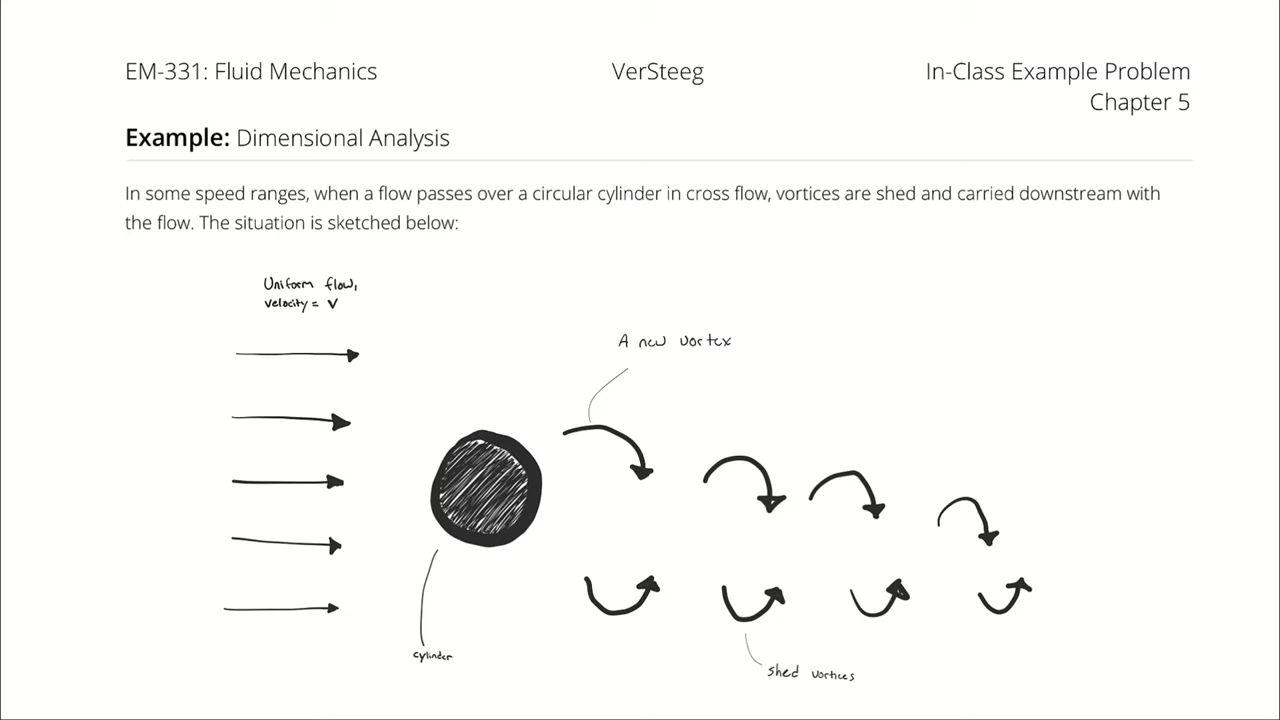 EM-331: Fluid Mechanics
VerSteeg
In-Class Example Problem
Chapter 5
Example: Dimensional Analysis
In some speed ranges, when a flow passes over a circular cylinder in cross flow, vortices are shed and carried downstream with
the flow. The situation is sketched below:
Uniform flow,
velocity = V
A new vortex
cylinder
shed vortices